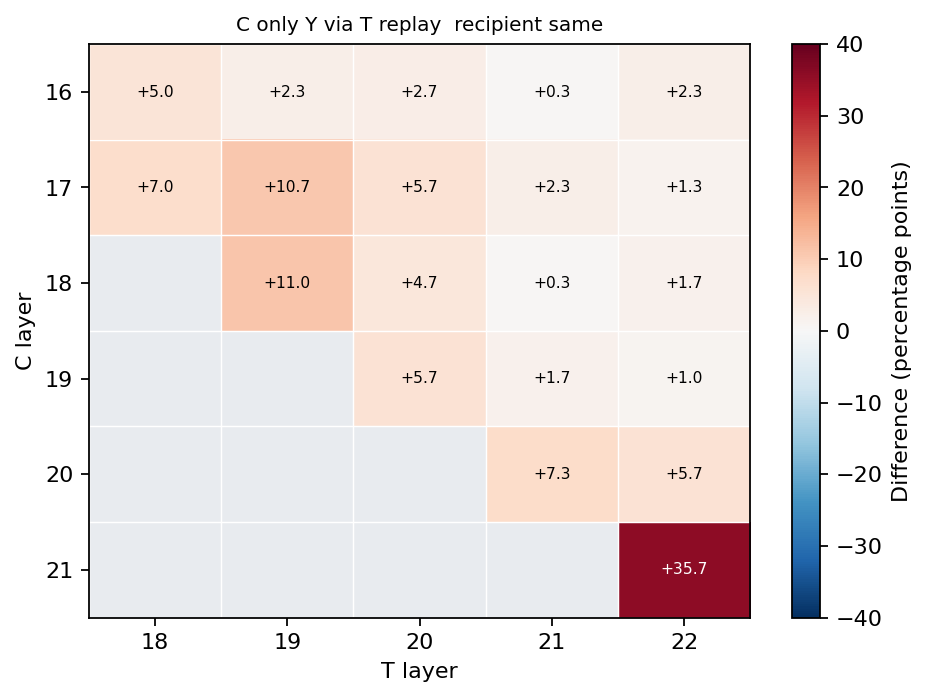 C only Y via T replay  recipient same
16 +5.0 +2.3 +2.7 +0.3 +2.3
17 +7.0 +10.7 +5.7 +2.3 +1.3
18 +11.0 +4.7 +0.3 +1.7
19 +5.7 +1.7 +1.0
20 +7.3 +5.7
21 +35.7
18 19 20 21 22
T layer
C layer
40
30
20
10
0
−10
−20
−30
−40
Difference (percentage points)